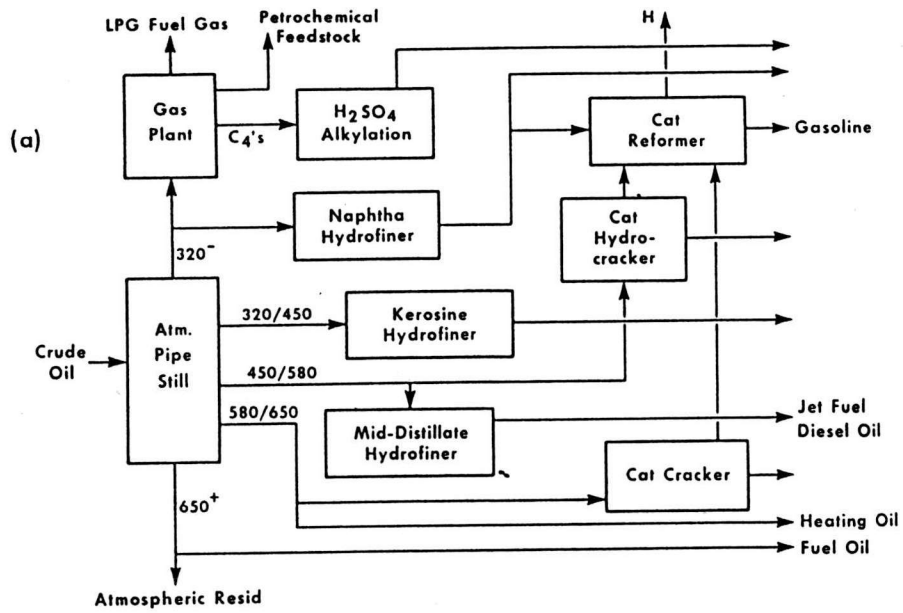 LPG Fuel Gas
Petrochemical
Feedstock
H
(a)
Gas
Plant
C4's
H2SO4
Alkylation
Cat
Reformer
Gasoline
Naphtha
Hydrofiner
Cat
Hydro-
cracker
320-
Crude
Oil
Atm.
Pipe
Still
320/450
Kerosine
Hydrofiner
450/580
580/650
Mid-Distillate
Hydrofiner
Jet Fuel
Diesel Oil
Cat Cracker
650+
Heating Oil
Fuel Oil
Atmospheric Resid